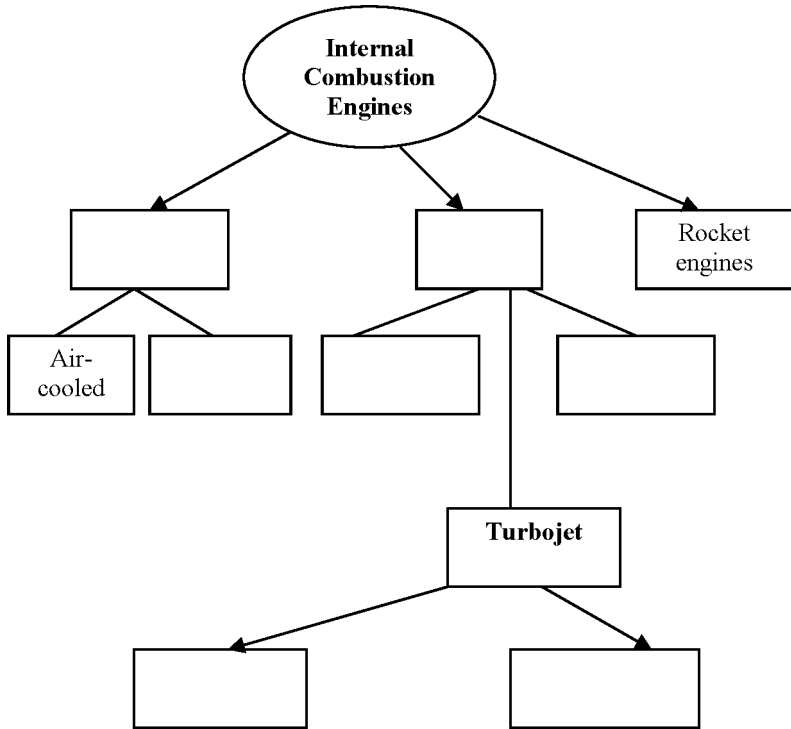 Internal
Combustion
Engines
Rocket
engines
Air-
cooled
Turbojet